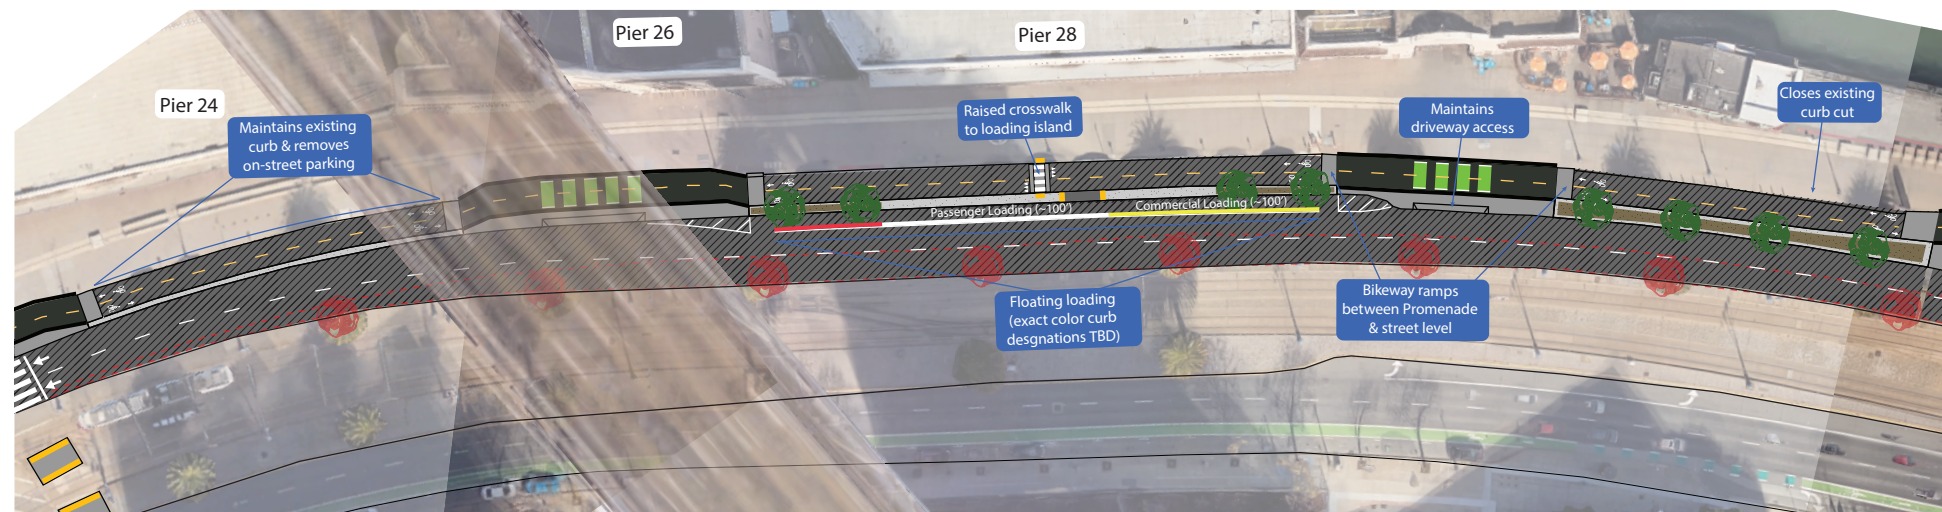 Pier 26
Pier 28
Pier 24
Maintains existing
curb & removes
on-street parking
Raised crosswalk
to loading island
Maintains
driveway access
Closes existing
curb cut
Passenger Loading (~100')
Commercial Loading (~100')
Floating loading
(exact color curb
desgnations TBD)
Bikeway ramps
between Promenade
& street level